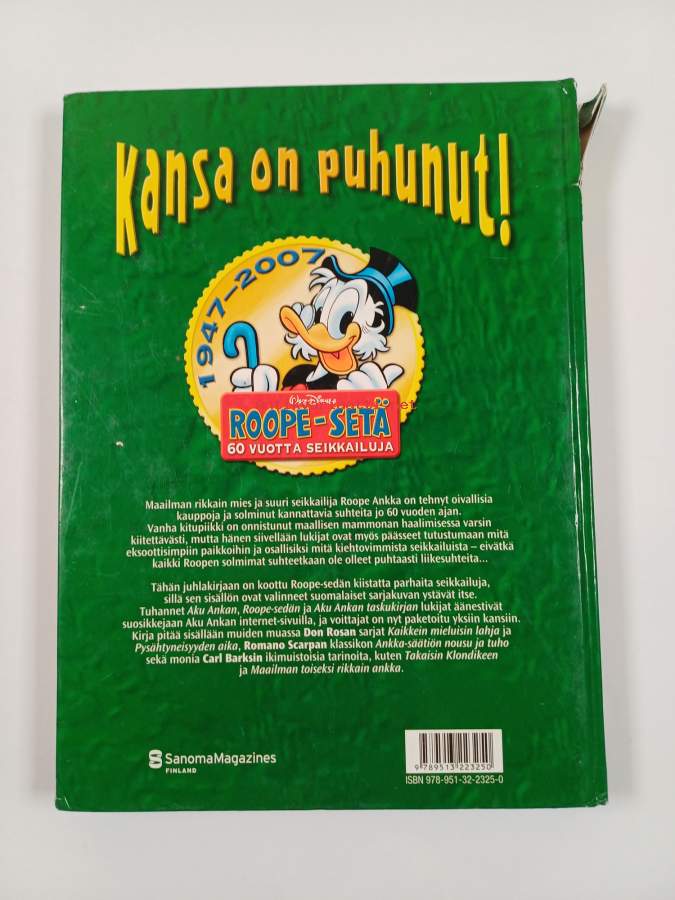 Kansa on puhunut!
1947-2007
Walt Disney's
ROOPE-SETÄ
60 VUOTTA SEIKKAILUJA
Maailman rikkain mies ja suuri seikkailija Roope Ankka on tehnyt oivallisia
kauppoja ja solminut kannattavia suhteita jo 60 vuoden ajan.
Vanha kitupiikki on onnistunut maallisen mammonan haalimisessa varsin
kiitettävästi, mutta hänen siivellään lukijat ovat myös päässeet tutustumaan mitä
eksoottisimpiin paikkoihin ja osallisiksi mitä kiehtovimmista seikkailuista – eivätkä
kaikki Roopen solmimat suhteetkaan ole olleet puhtaasti liikesuhteita...
Tähän juhlakirjaan on koottu Roope-sedän kiistatta parhaita seikkailuja,
sillä sen sisällön ovat valinneet suomalaiset sarjakuvan ystävät itse.
Tuhannet Aku Ankan, Roope-sedän ja Aku Ankan taskukirjan lukijat äänestivät
suosikkejaan Aku Ankan internet-sivuilla, ja voittajat on nyt paketoitu yksiin kansiin.
Kirja pitää sisällään muiden muassa Don Rosan sarjat Kaikkein mieluisin lahja ja
Pysähtyneisyyden aika, Romano Scarpan klassikon Ankka-säätiön nousu ja tuho
sekä monia Carl Barksin ikimuistoisia tarinoita, kuten Takaisin Klondikeen
ja Maailman toiseksi rikkain ankka.
SanomaMagazines
FINLAND
9 789513 223250
ISBN 978-951-32-2325-0